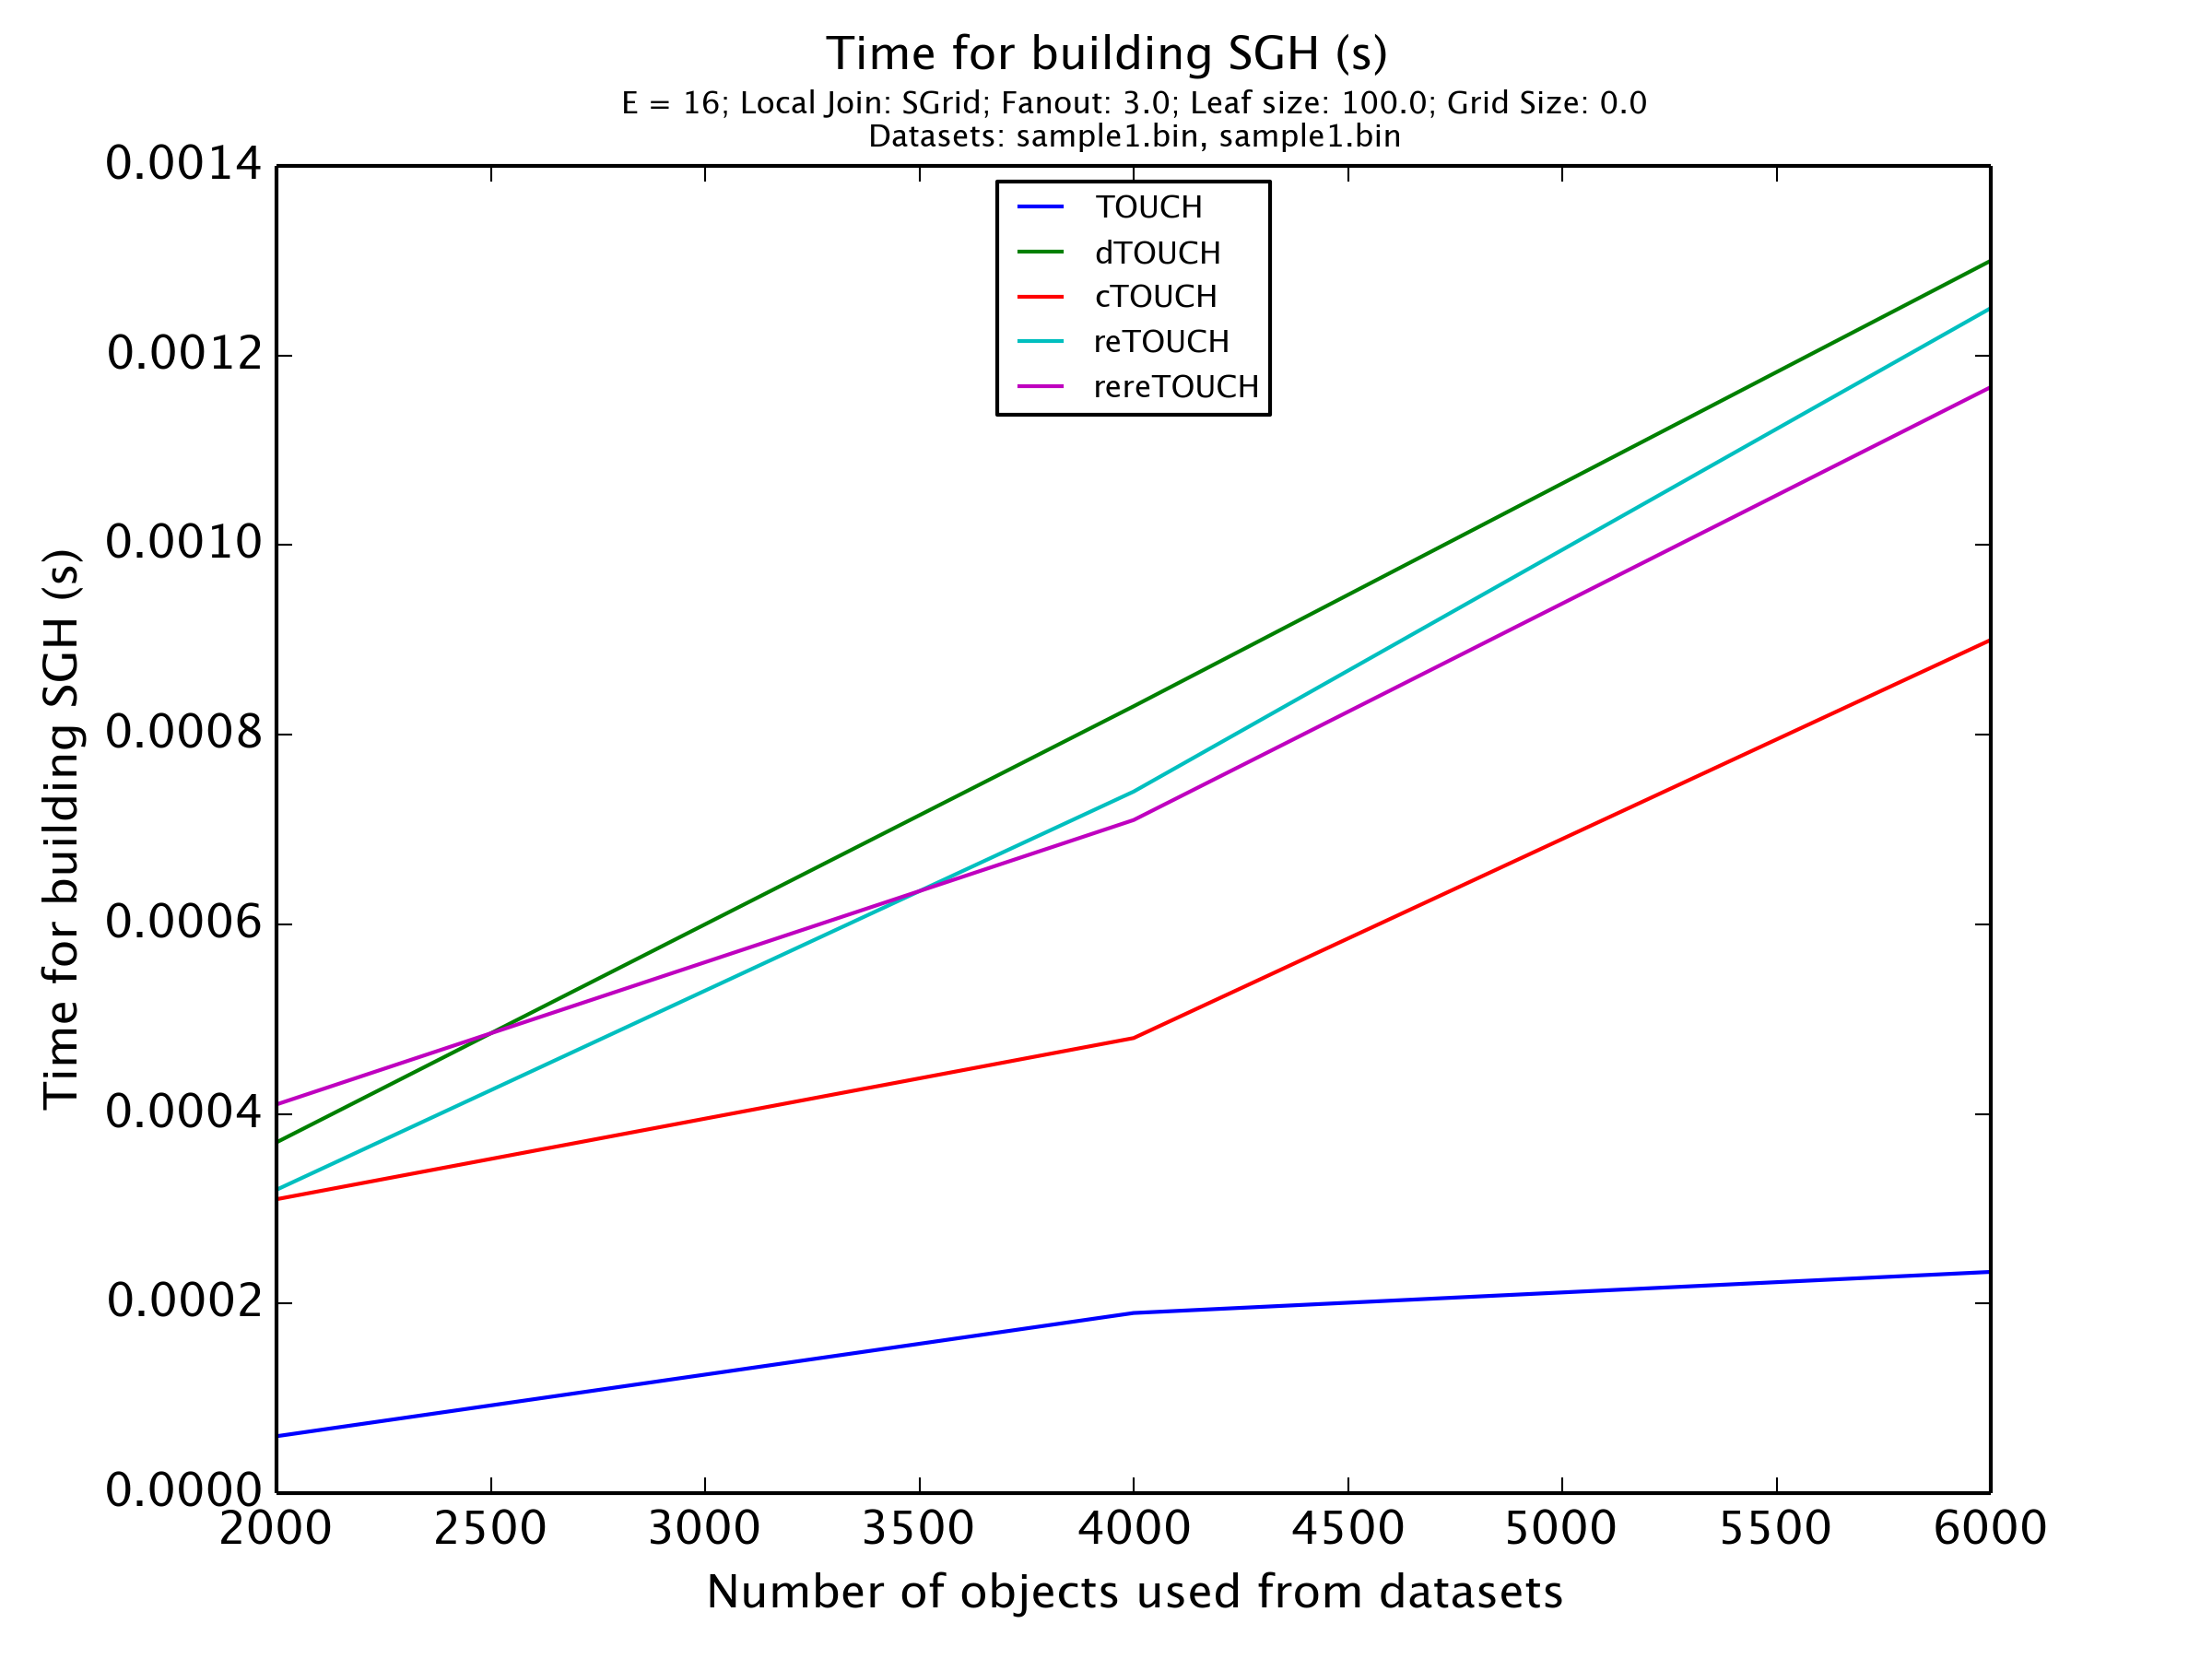 Time for building SGH (s)
E = 16; Local Join: SGrid; Fanout: 3.0; Leaf size: 100.0; Grid Size: 0.0
Datasets: sample1.bin, sample1.bin
TOUCH
dTOUCH
cTOUCH
reTOUCH
rereTOUCH
Time for building SGH (s)
0.0014
0.0012
0.0010
0.0008
0.0006
0.0004
0.0002
0.0000
2000 2500 3000 3500 4000 4500 5000 5500 6000
Number of objects used from datasets